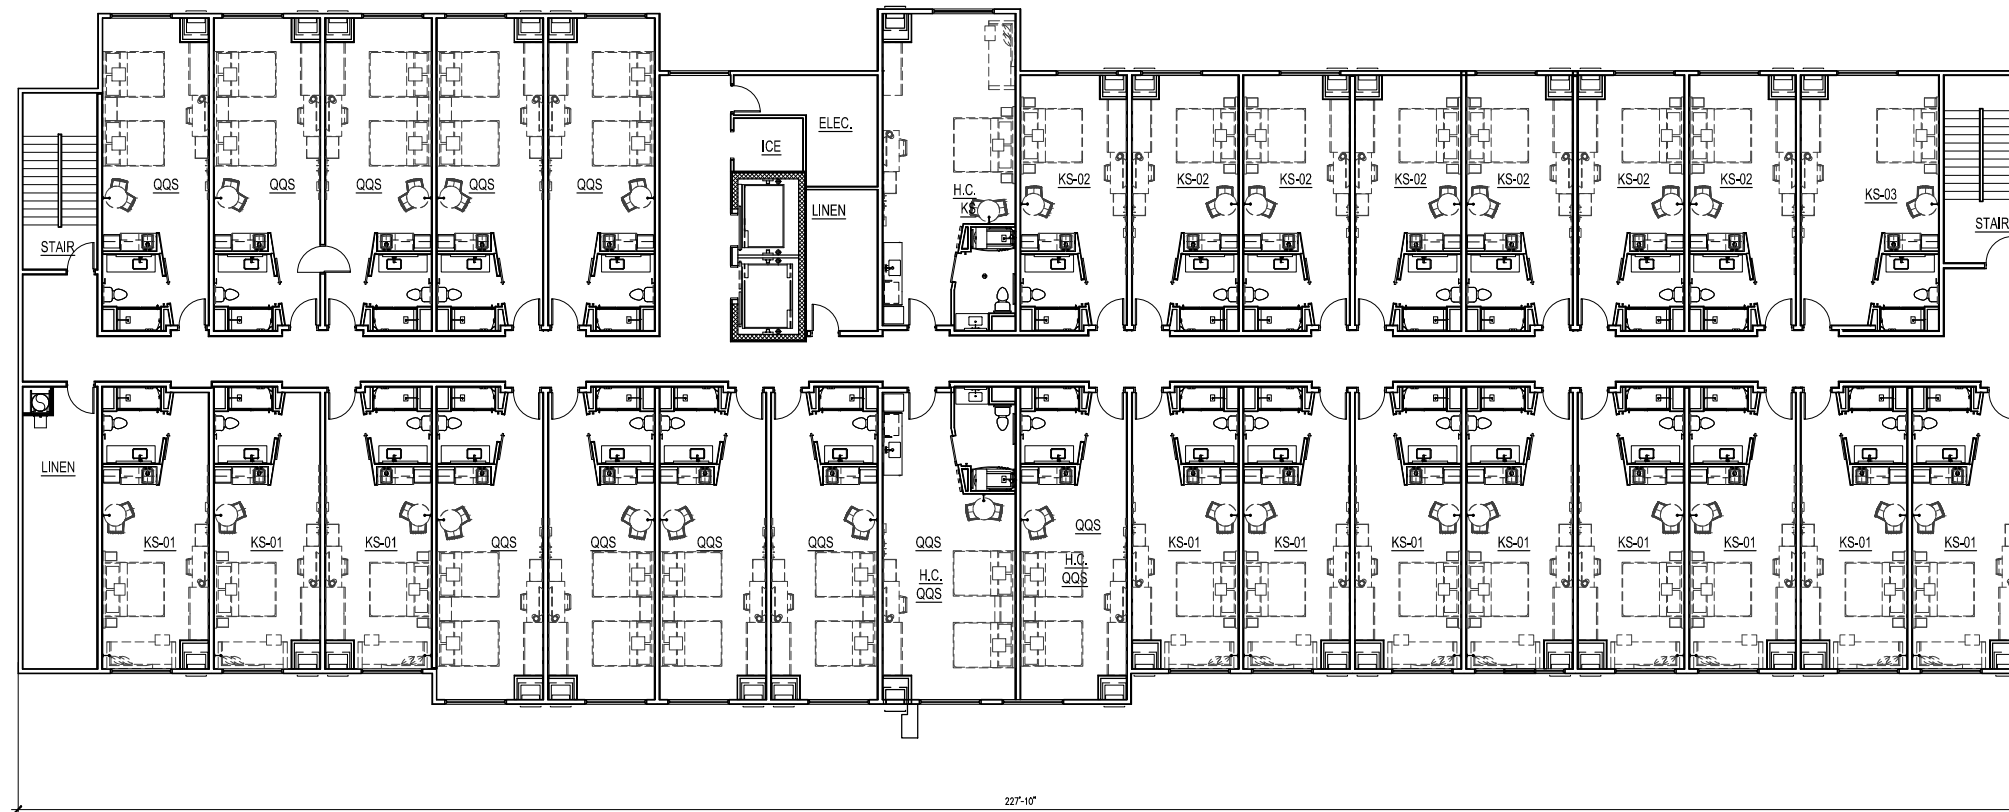 ELEC.
ICE
QQS
QQS
QQS
QQS
QQS
KS-02
KS-02
KS-02
KS-02
KS-02
KS-02
KS-02
H.C.
KS
KS-03
LINEN
STAIR
STAIR
LINEN
KS-01
KS-01
KS-01
QQS
QQS
QQS
QQS
QQS
H.C.
QQS
QQS
H.C.
QQS
KS-01
KS-01
KS-01
KS-01
KS-01
KS-01
KS-01
KS-01
227'-10"